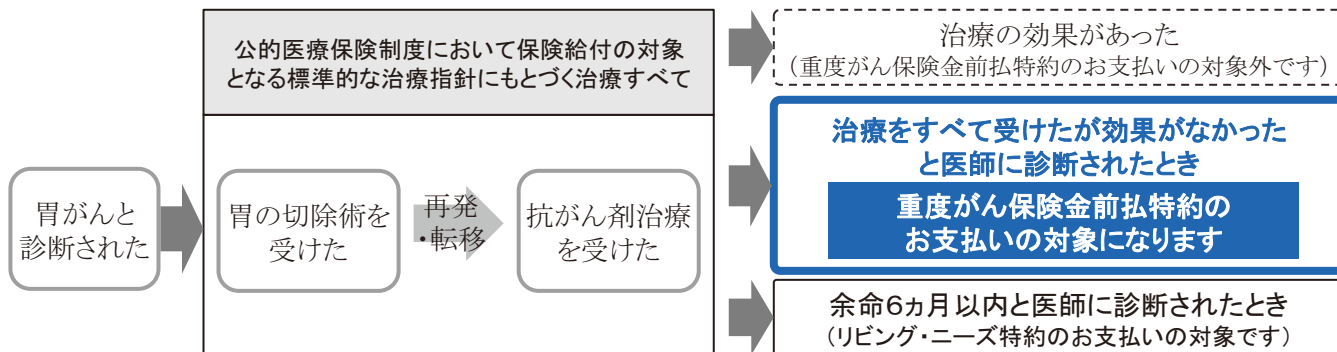 胃がんと
診断された
公的医療保険制度において保険給付の対象
となる標準的な治療指針にもとづく治療すべて
胃の切除術を
受けた
再発
・転移
抗がん剤治療
を受けた
治療の効果があった
（重度がん保険金前払特約のお支払いの対象外です）
治療をすべて受けたが効果がなかった
と医師に診断されたとき
重度がん保険金前払特約の
お支払いの対象になります
余命6ヵ月以内と医師に診断されたとき
（リビング・ニーズ特約のお支払いの対象です）